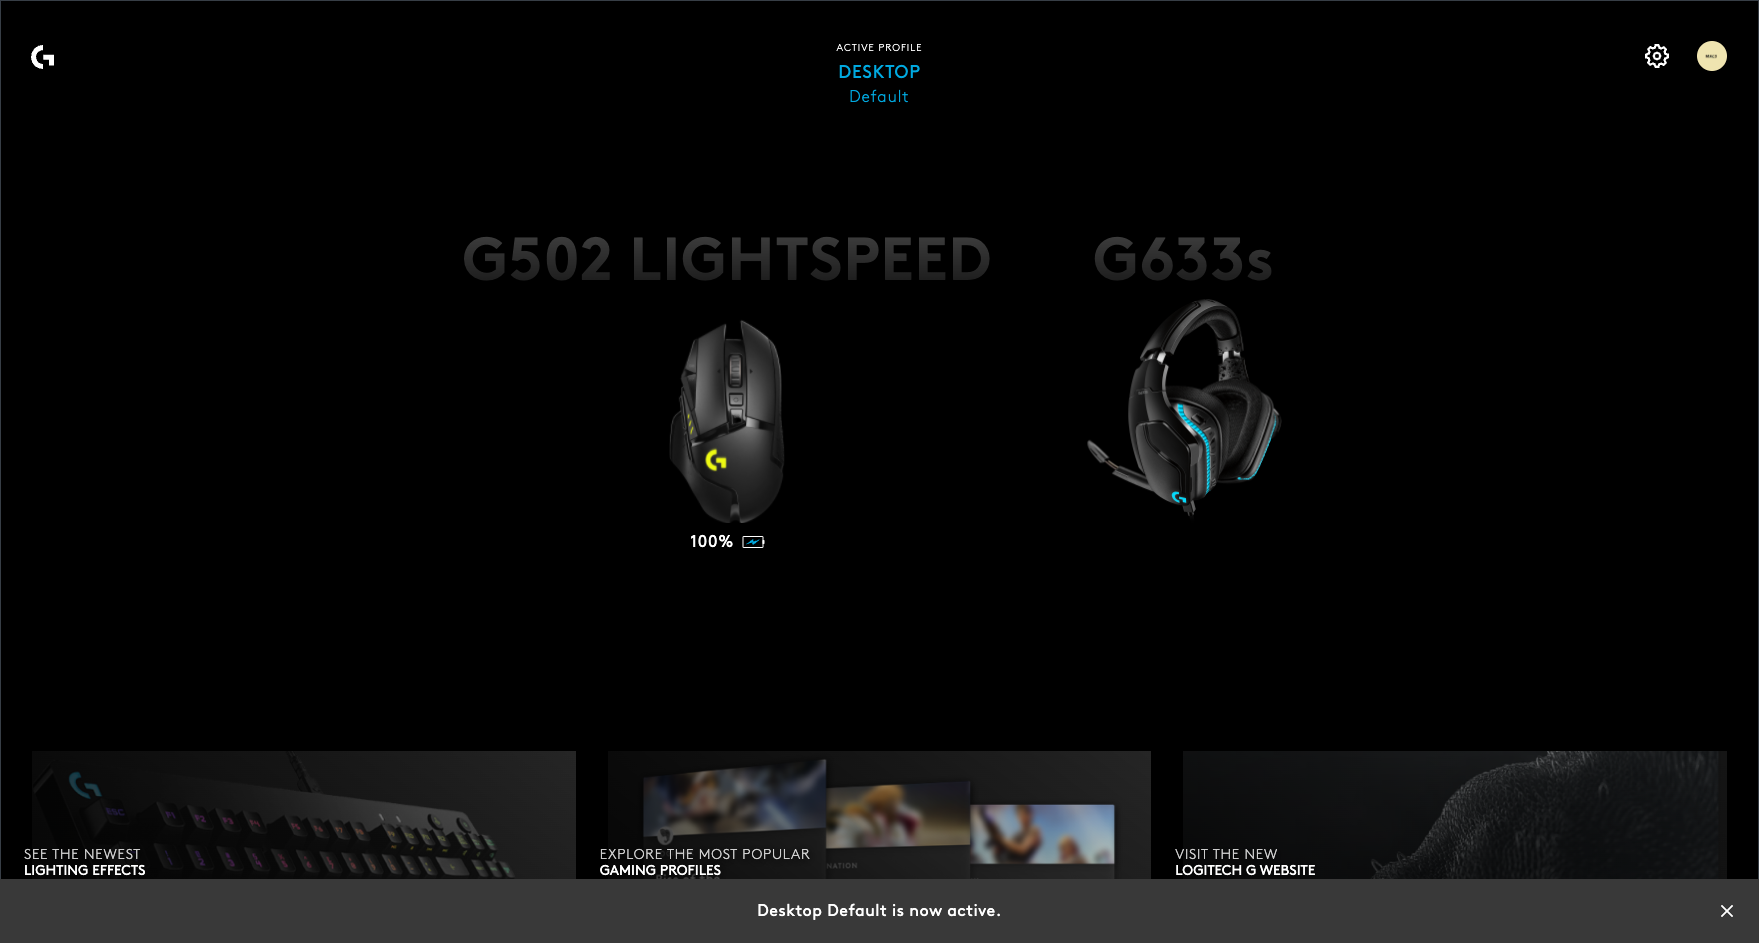 ACTIVE PROFILE
DESKTOP
Default
G502 LIGHTSPEED
G633s
100%
SEE THE NEWEST
LIGHTING EFFECTS
EXPLORE THE MOST POPULAR
GAMING PROFILES
VISIT THE NEW
LOGITECH G WEBSITE
Desktop Default is now active.